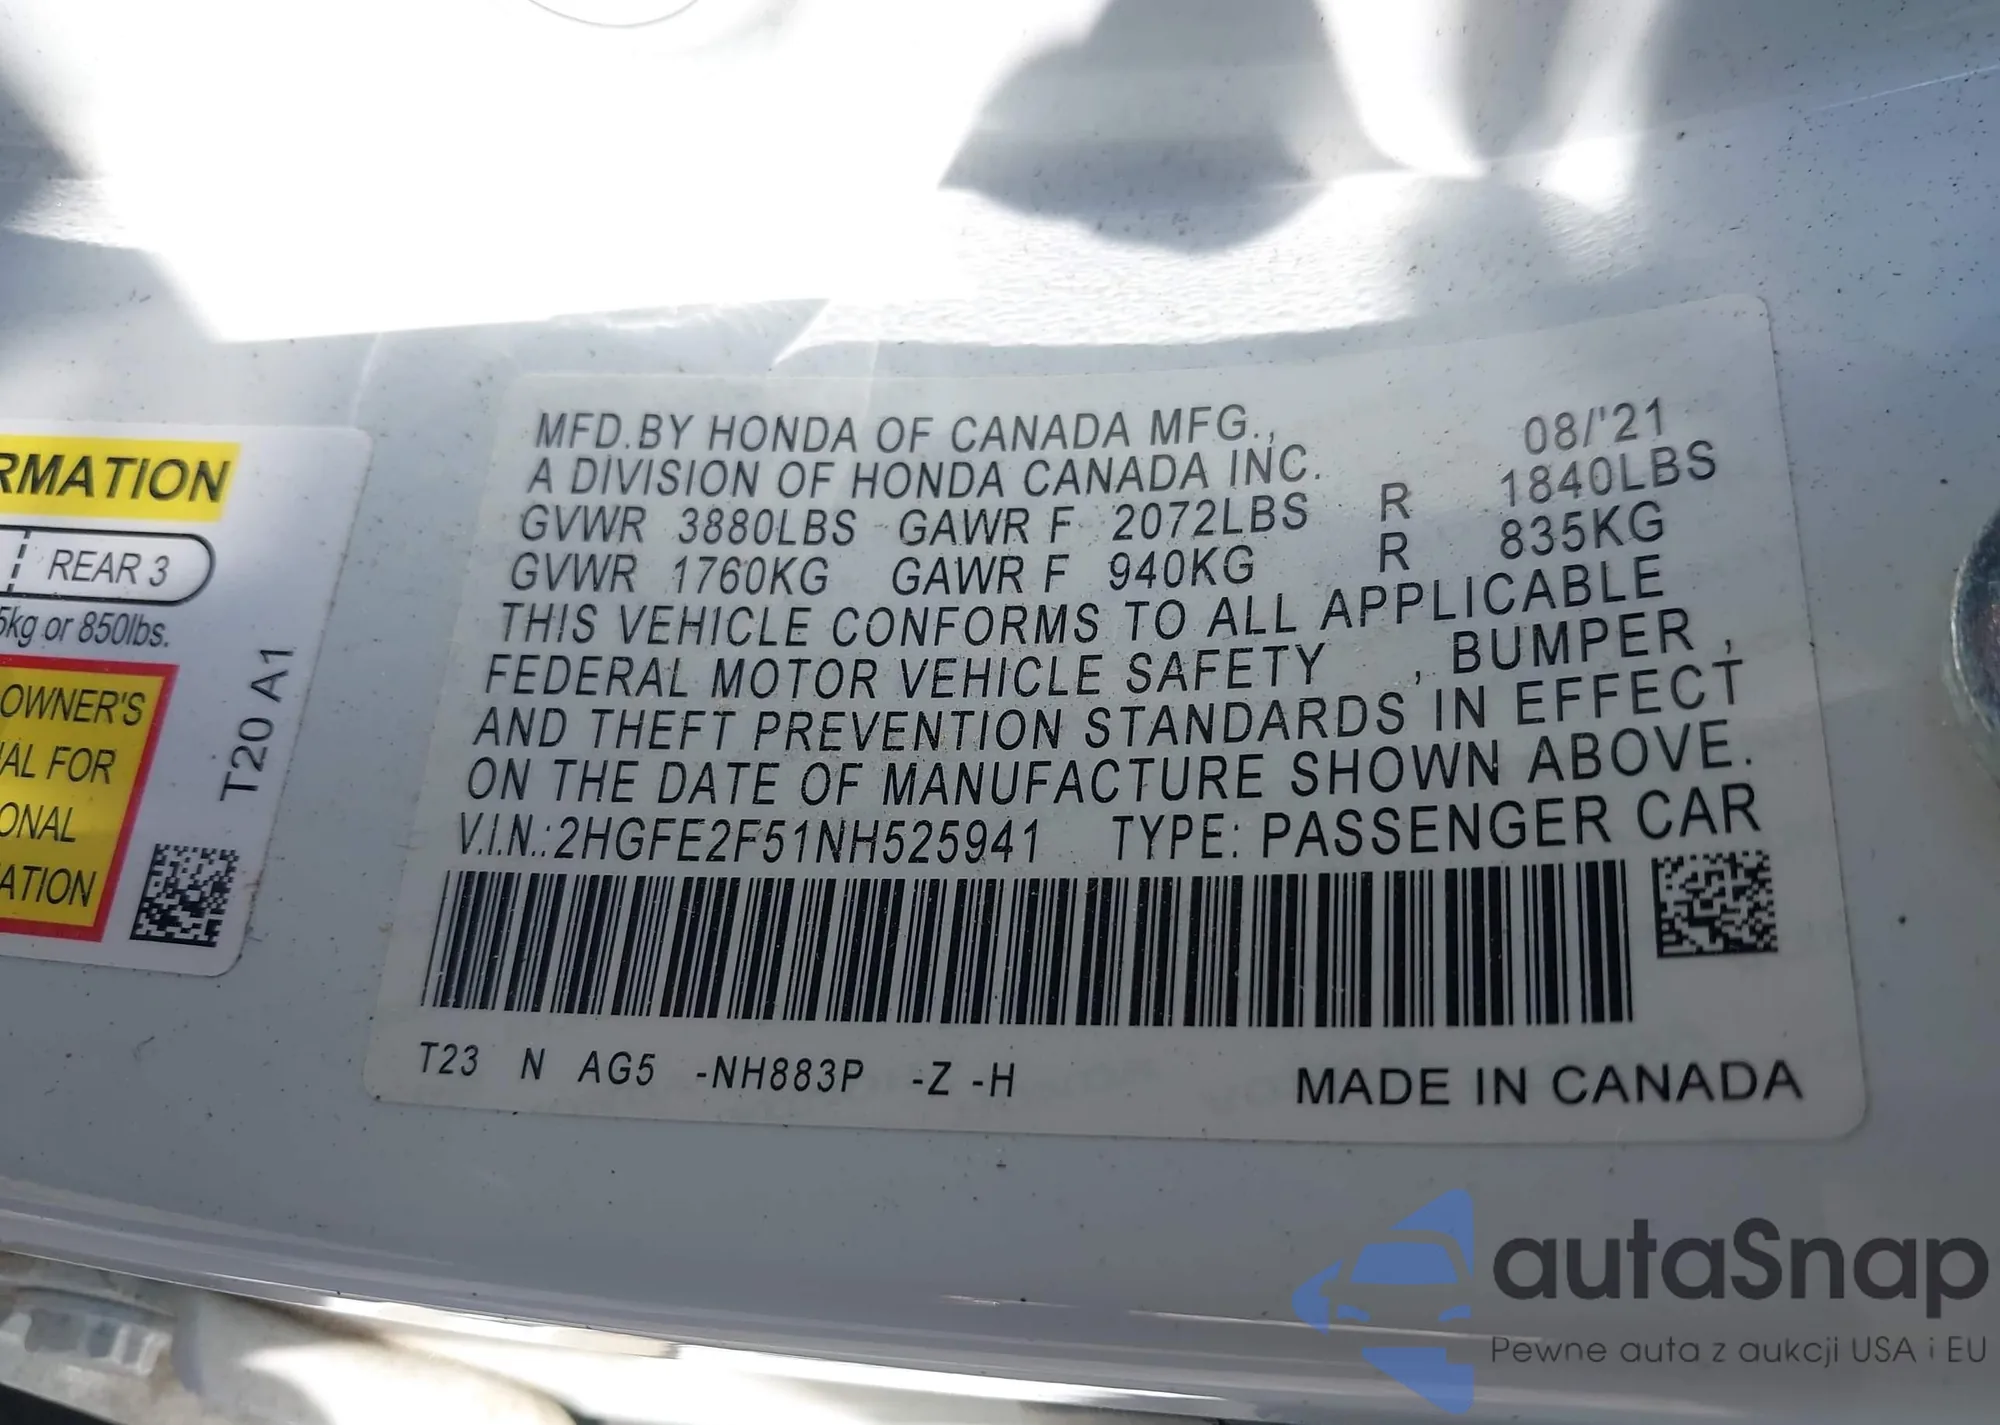 RMATION
REAR 3
5kg or 850lbs.
OWNER'S
AL FOR
ONAL
ATION
T20 A1
MFD.BY HONDA OF CANADA MFG., 08/'21
A DIVISION OF HONDA CANADA INC.
GVWR 3880LBS GAWR F 2072LBS R 1840LBS
GVWR 1760KG GAWR F 940KG R 835KG
THIS VEHICLE CONFORMS TO ALL APPLICABLE
FEDERAL MOTOR VEHICLE SAFETY , BUMPER ,
AND THEFT PREVENTION STANDARDS IN EFFECT
ON THE DATE OF MANUFACTURE SHOWN ABOVE.
V.I.N.:2HGFE2F51NH525941 TYPE: PASSENGER CAR
T23 N AG5 -NH883P -Z -H
MADE IN CANADA
autaSnap
Pewne auta z aukcji USA i EU